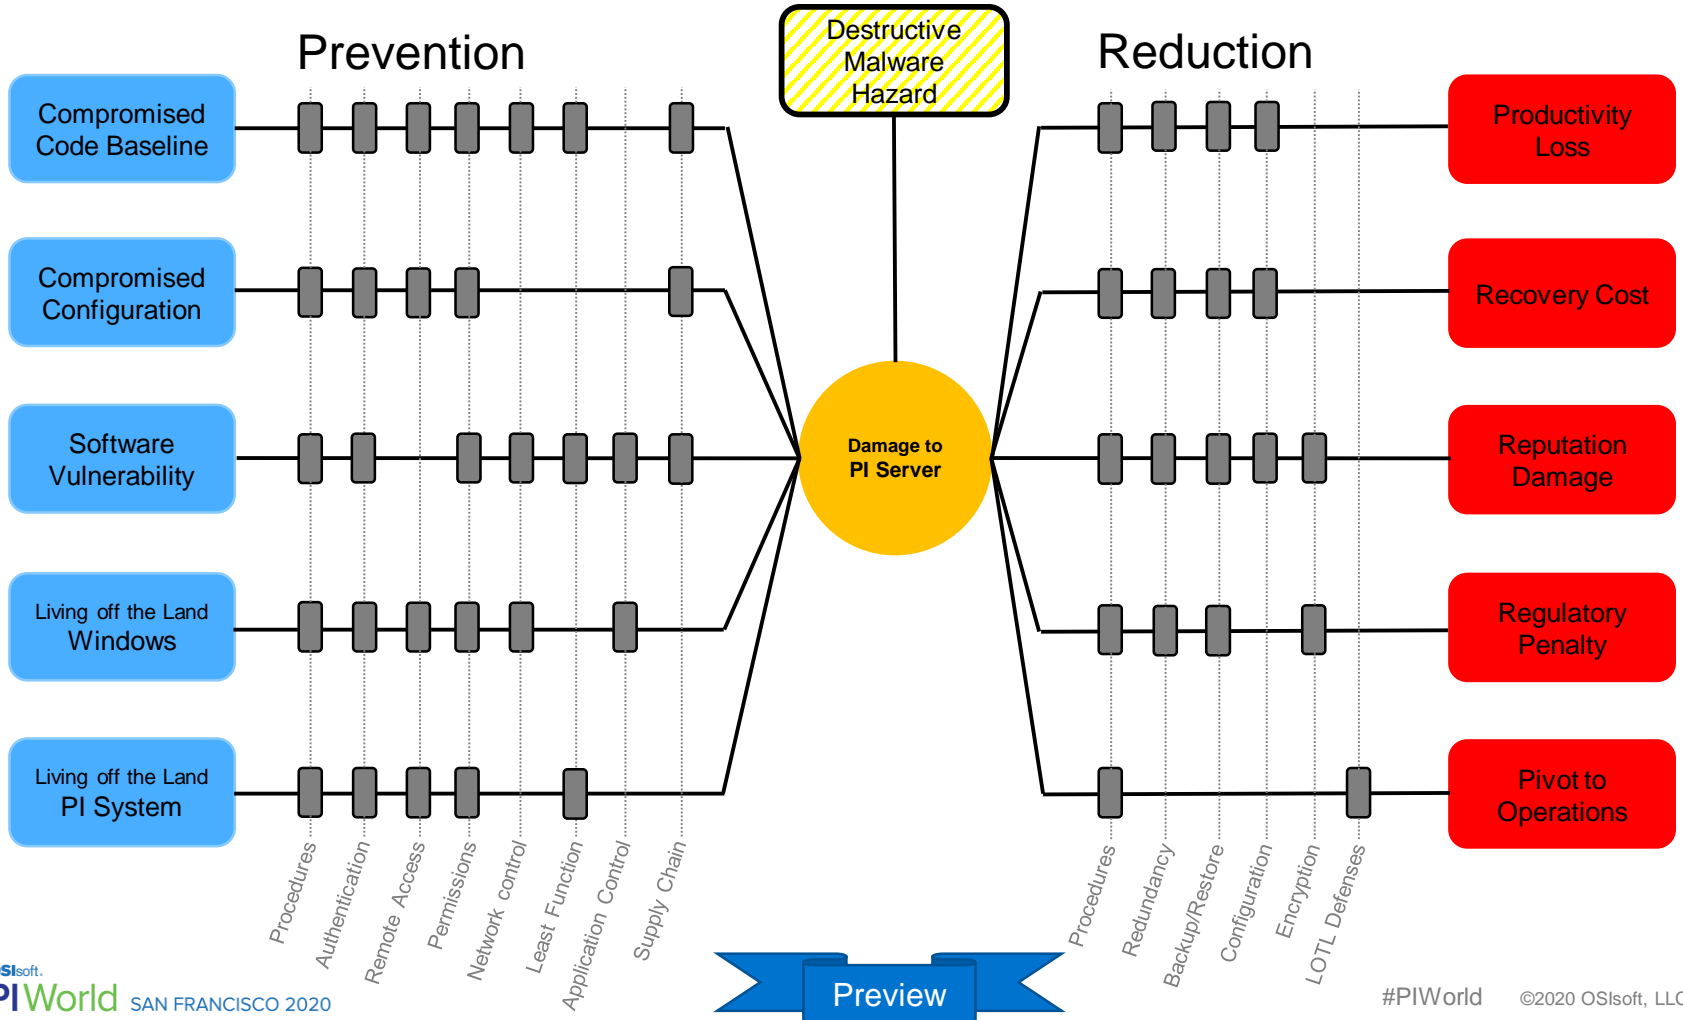 Prevention
Destructive
Malware
Hazard
Reduction
Compromised
Code Baseline
Compromised
Configuration
Software
Vulnerability
Living off the Land
Windows
Living off the Land
PI System
Damage to
PI Server
Productivity
Loss
Recovery Cost
Reputation
Damage
Regulatory
Penalty
Pivot to
Operations
Procedures
Authentication
Remote Access
Permissions
Network control
Least Function
Application Control
Supply Chain
Procedures
Redundancy
Backup/Restore
Configuration
Encryption
LOTL Defenses
OSIsoft.
PI World SAN FRANCISCO 2020
Preview
#PIWorld ©2020 OSIsoft, LLC